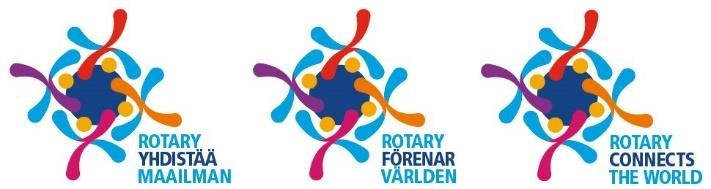 ROTARY
YHDISTÄÄ
MAAILMAN
ROTARY
FÖRENAR
VÄRLDEN
ROTARY
CONNECTS
THE WORLD